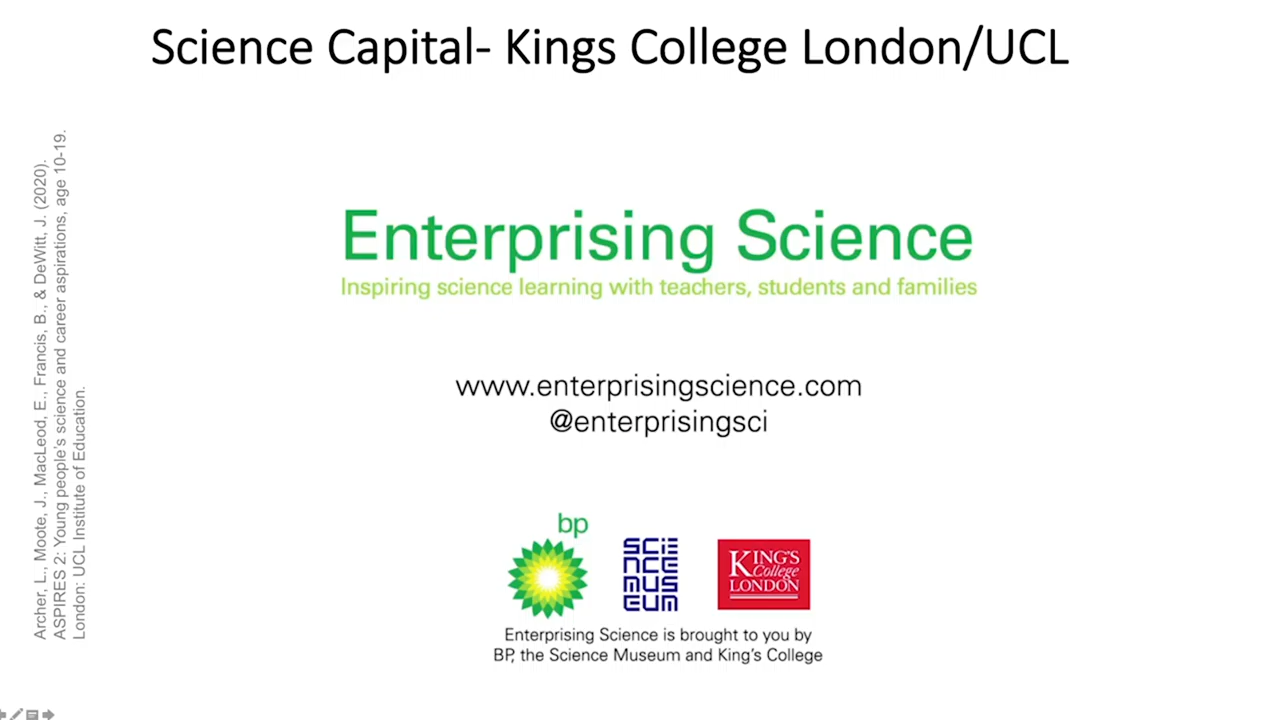 Science Capital- Kings College London/UCL
Archer, L., Moote, J., MacLeod, E., Francis, B., & DeWitt, J. (2020).
ASPIRES 2: Young people's science and career aspirations, age 10-19.
London: UCL Institute of Education.
Enterprising Science
Inspiring science learning with teachers, students and families
www.enterprisingscience.com
@enterprisingsci
bp
SCIE
NCE
MUS
EUM
KING'S
College
LONDON
Enterprising Science is brought to you by
BP, the Science Museum and King's College